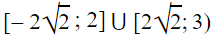 [− 2√2 ; 2] ⋃ [2√2; 3)